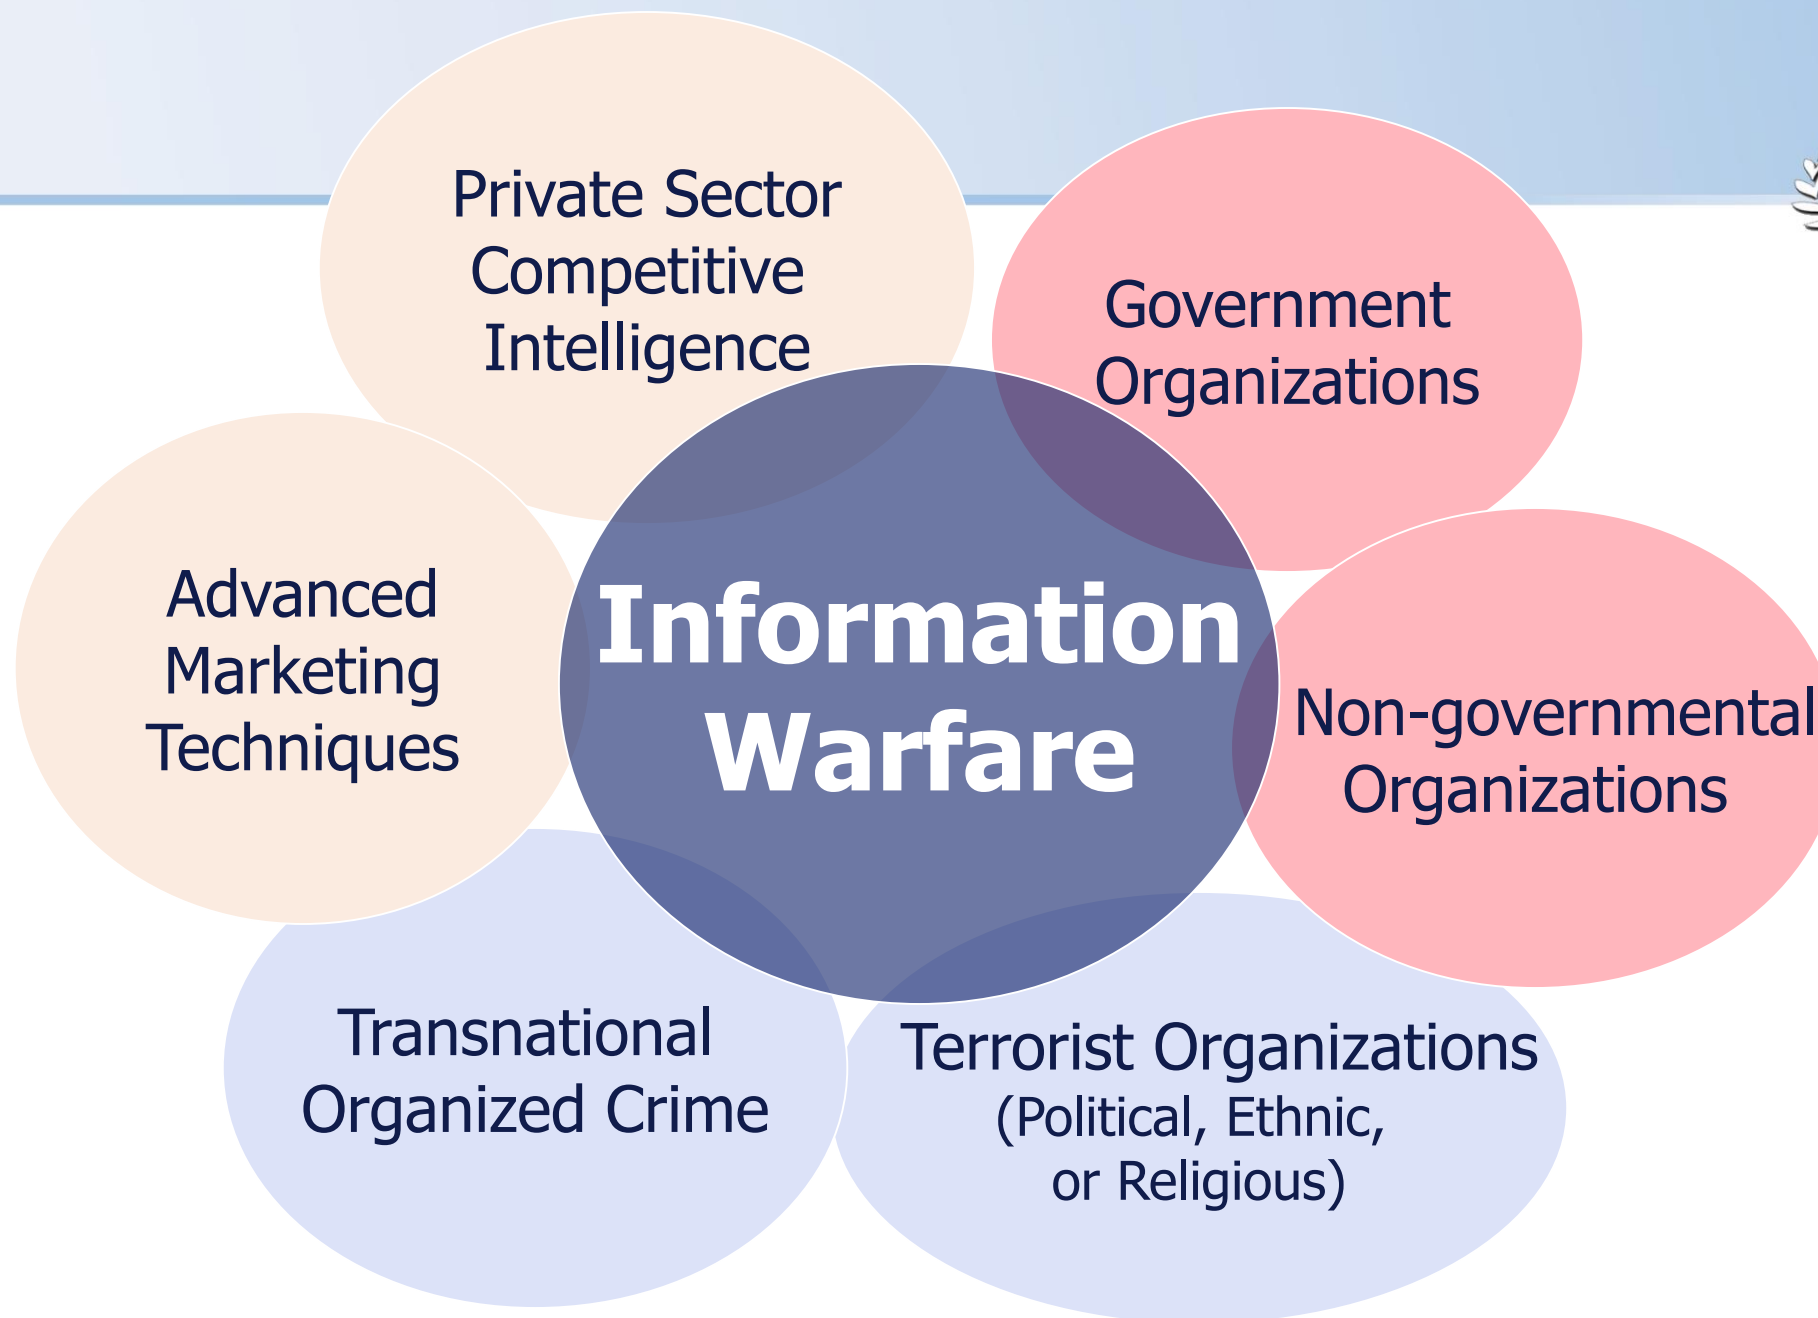 Private Sector
Competitive
Intelligence
Government
Organizations
Advanced
Marketing
Techniques
Information
Warfare
Non-governmental
Organizations
Transnational
Organized Crime
Terrorist Organizations
(Political, Ethnic,
or Religious)